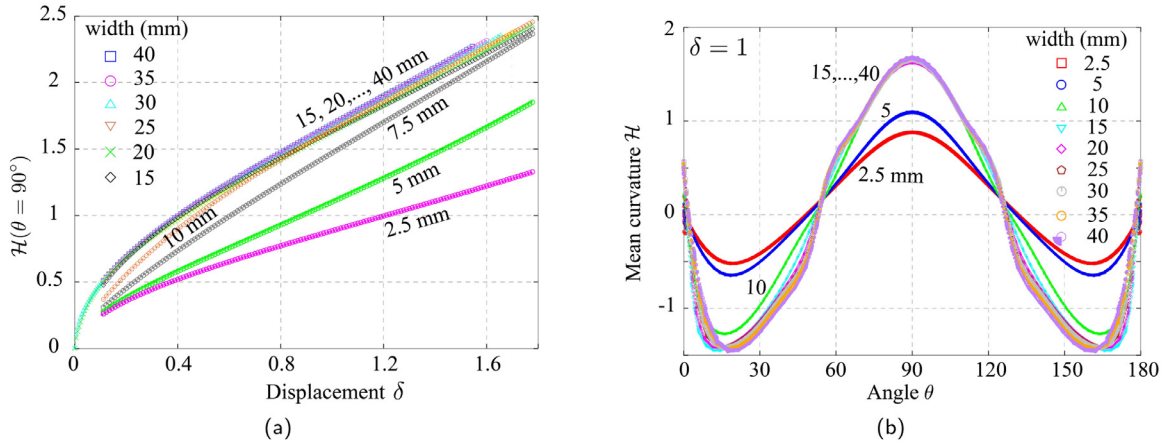 2.5
2
1.5
1
0.5
0
0
0.4
0.8
1.2
1.6
ℋ(θ = 90°)
Displacement δ
width (mm)
40
35
30
25
20
15
15, 20,..., 40 mm
7.5 mm
5 mm
2.5 mm
10 mm
(a)
2
1
0
-1
0
30
60
90
120
150
180
Mean curvature ℋ
Angle θ
δ = 1
15,...,40
5
2.5 mm
10
width (mm)
2.5
5
10
15
20
25
30
35
40
(b)